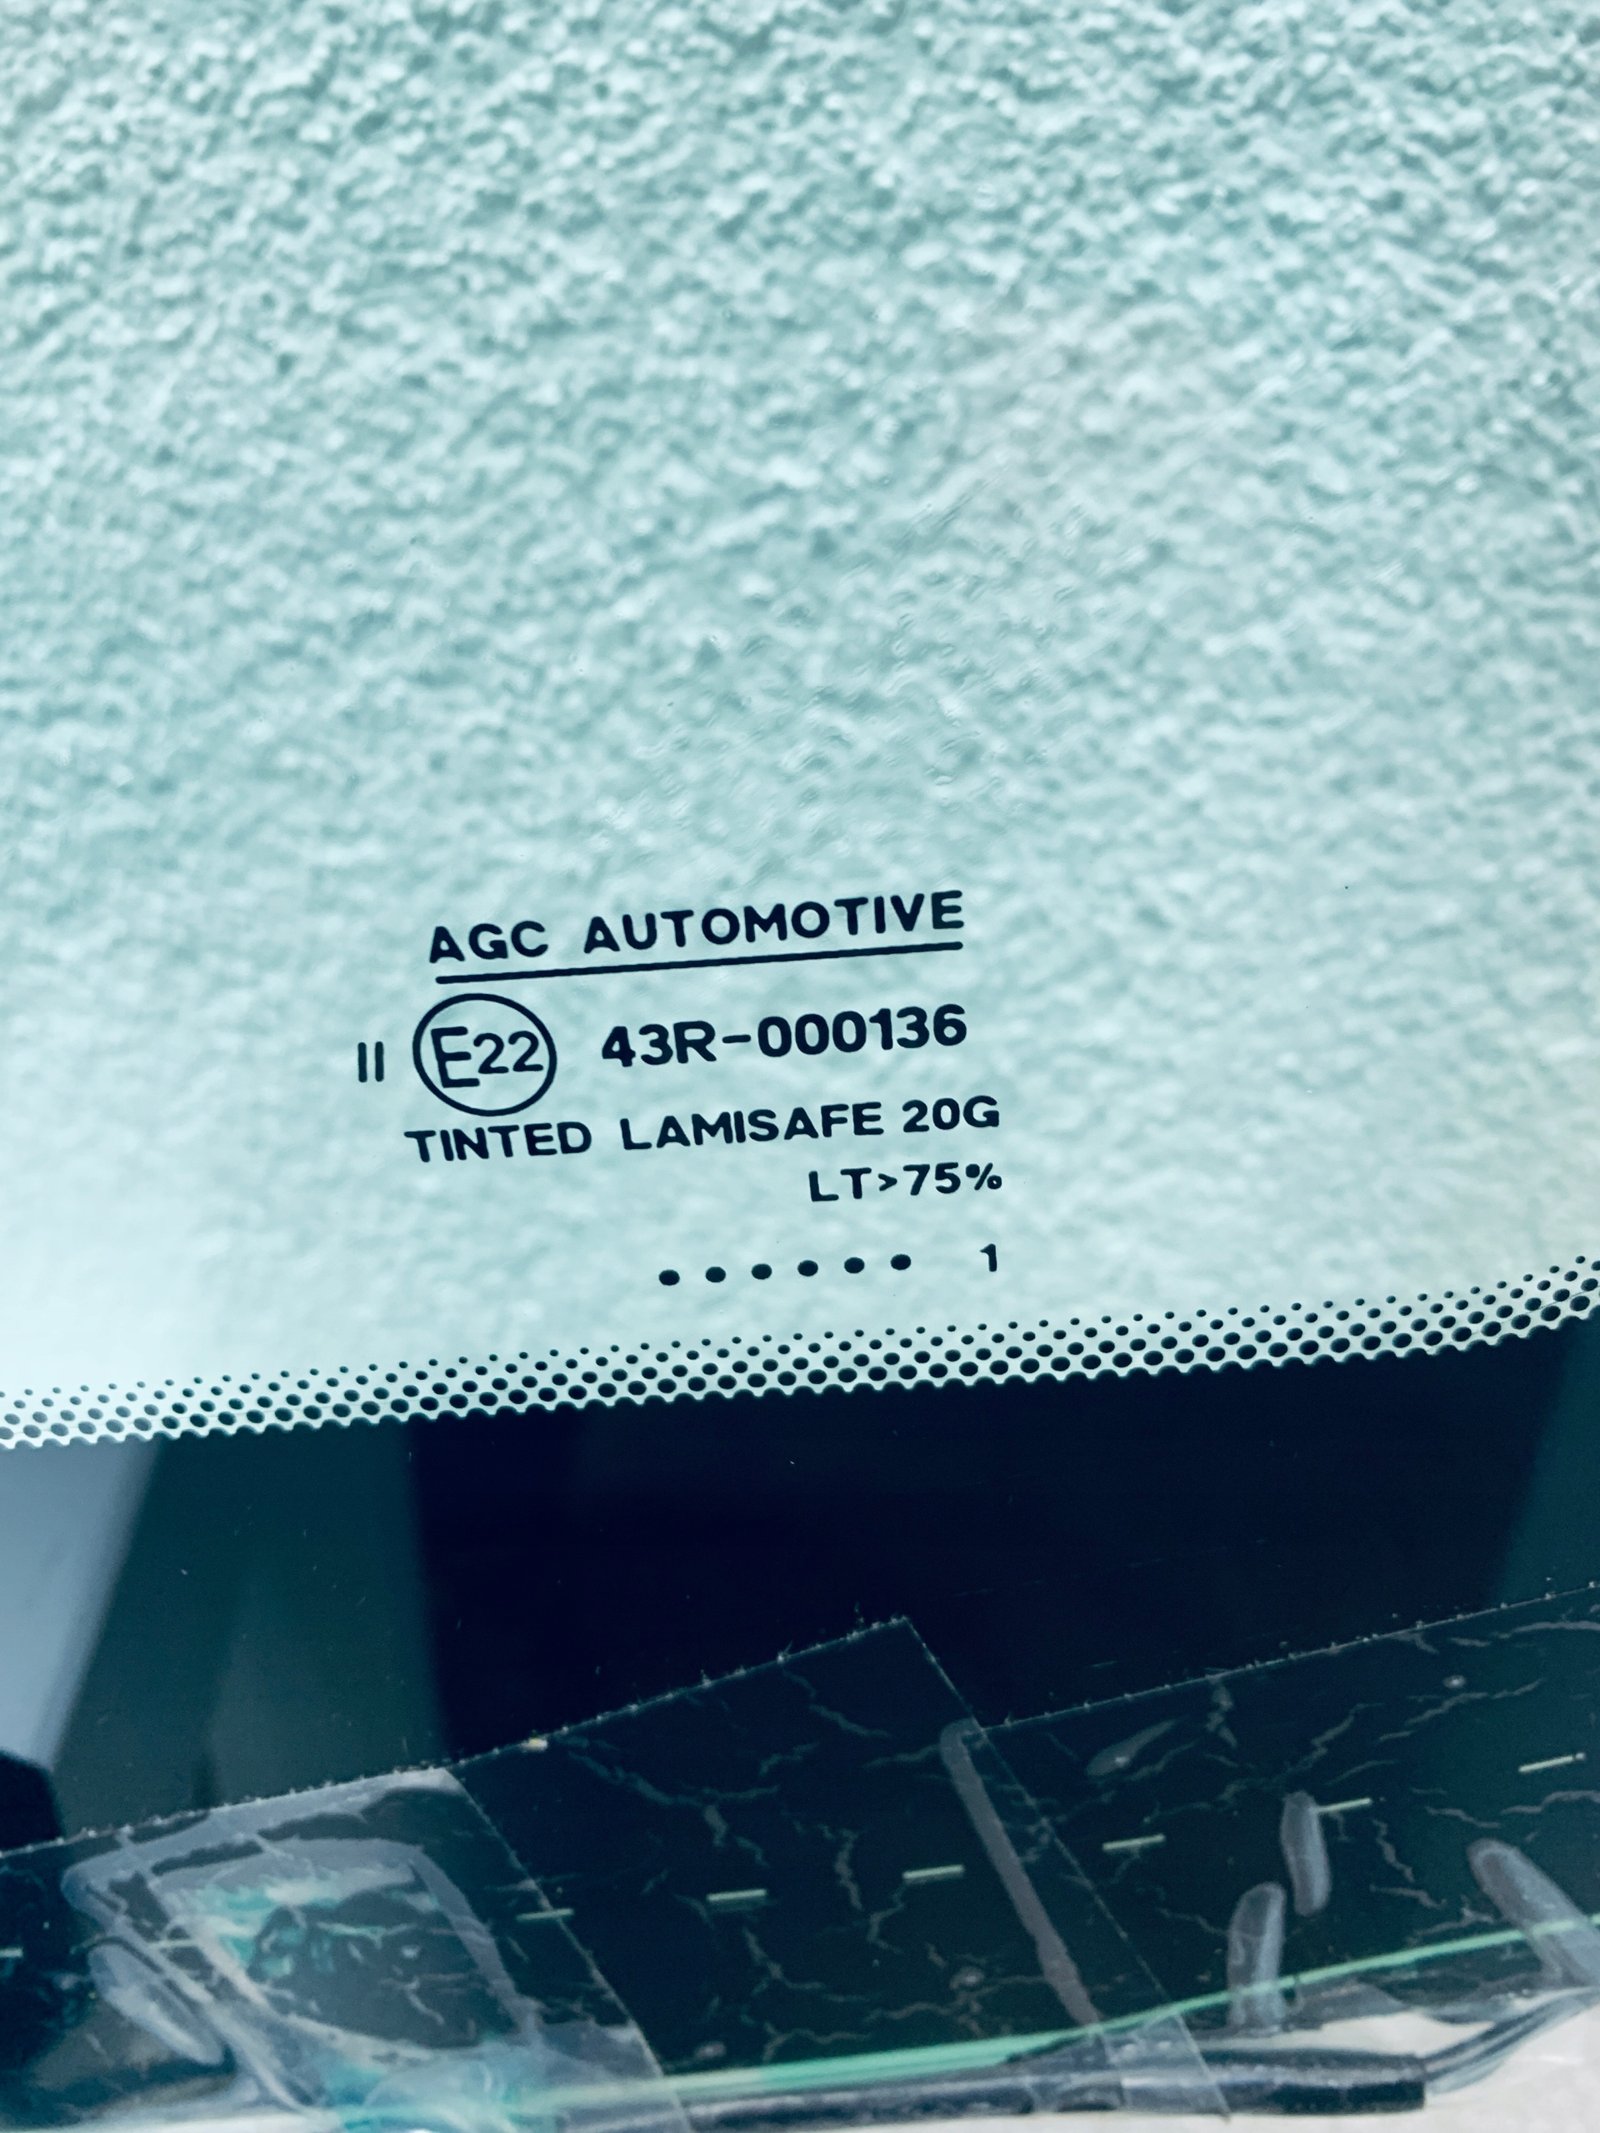 AGC AUTOMOTIVE
II E22 43R-000136
TINTED LAMISAFE 20G
LT>75%
•••••• 1